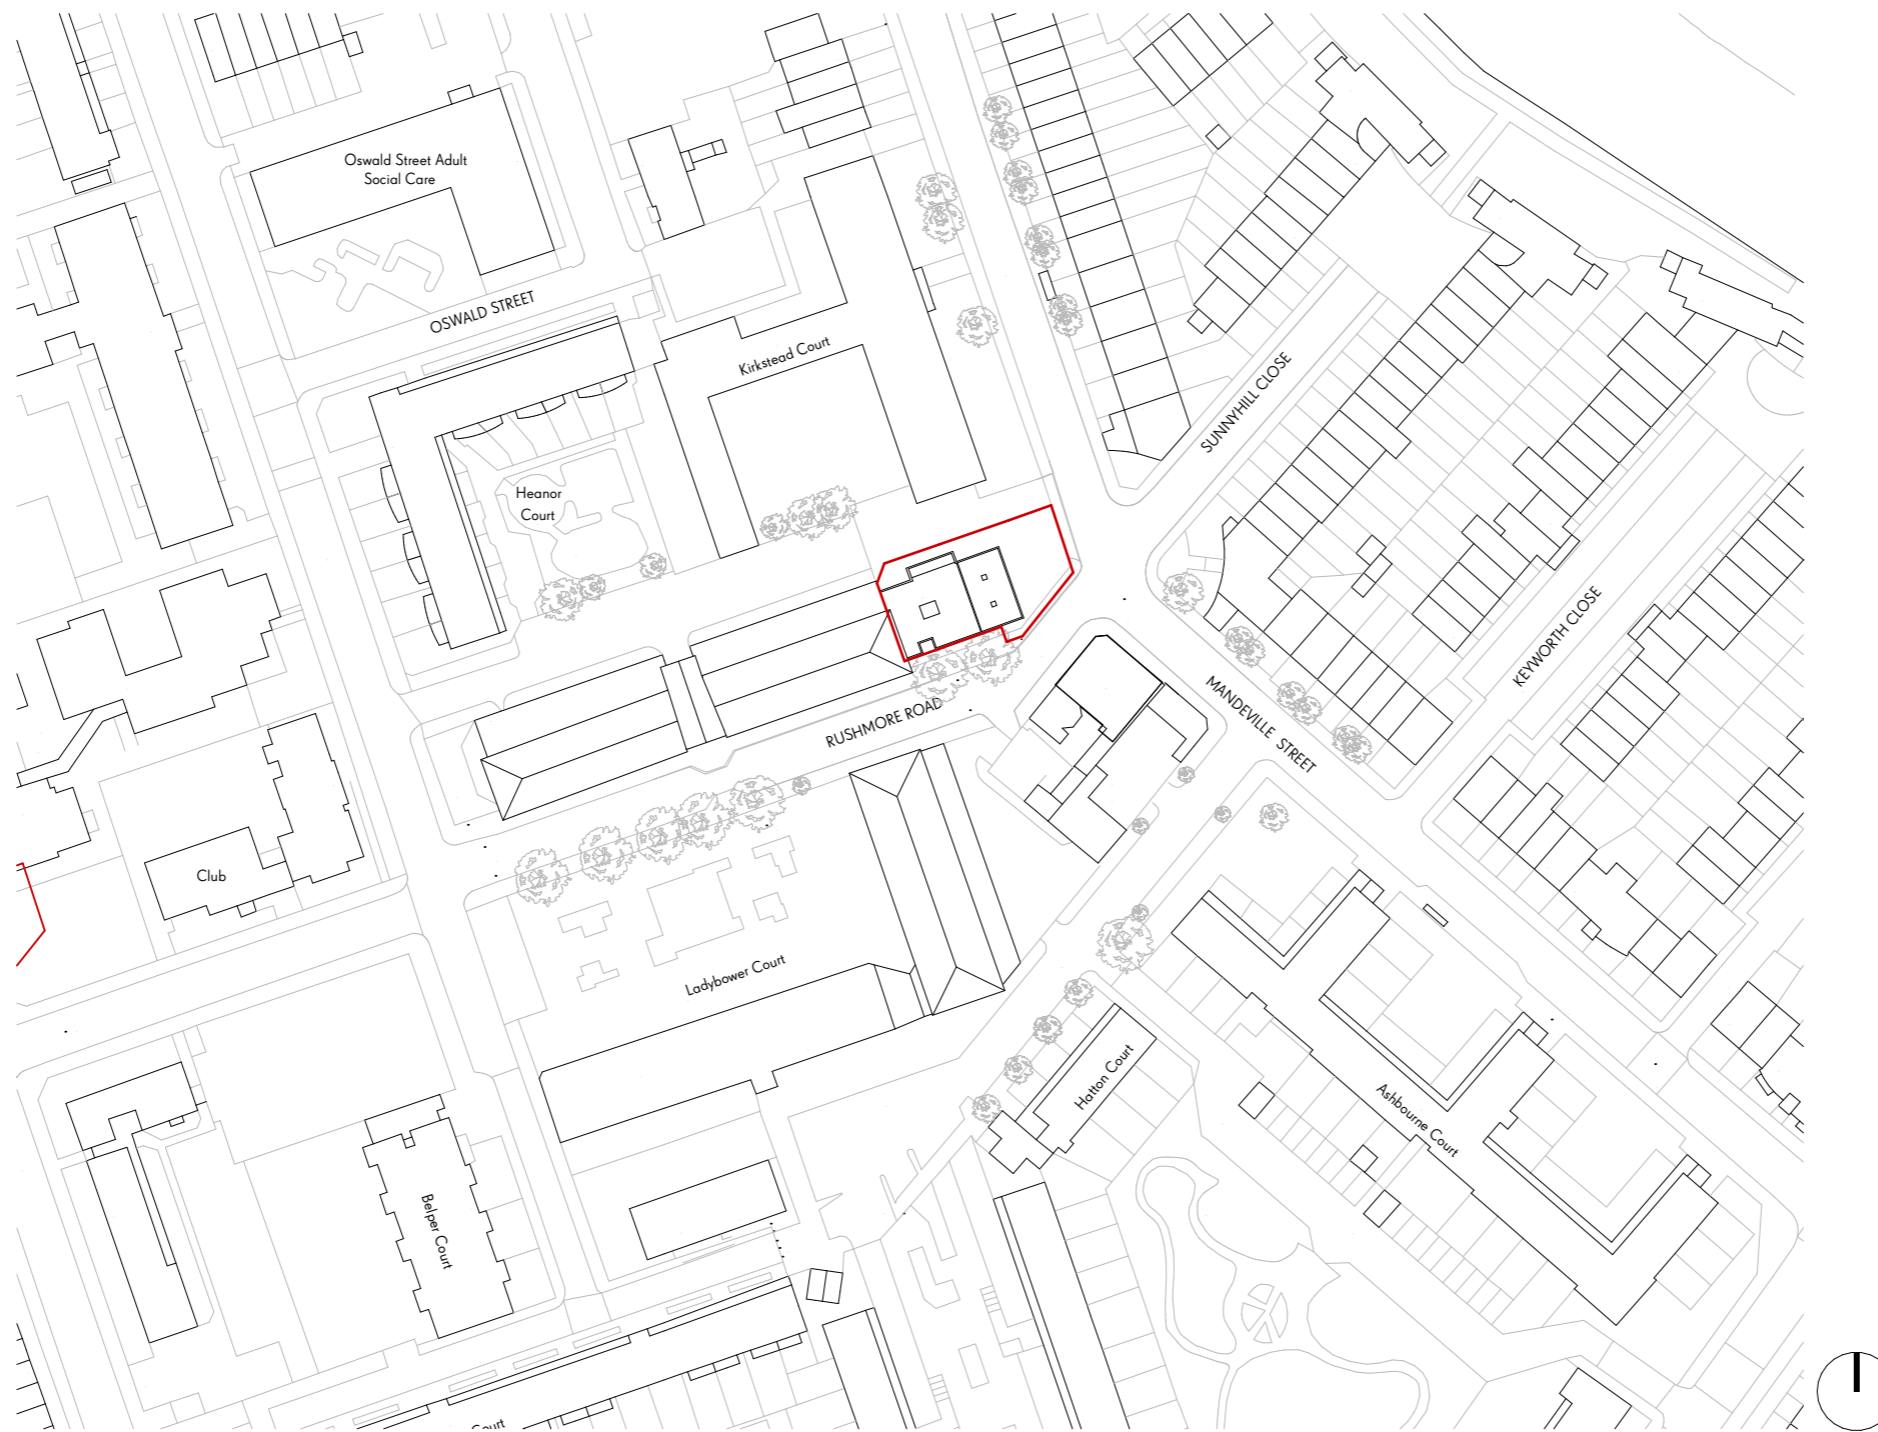 Oswald Street Adult
Social Care
OSWALD STREET
Kirkstead Court
SUNNYHILL CLOSE
Heanor
Court
KEYWORTH CLOSE
MANDEVILLE STREET
RUSHMORE ROAD
Club
Ladybower Court
Hatton Court
Ashbourne Court
Belper Court
Court